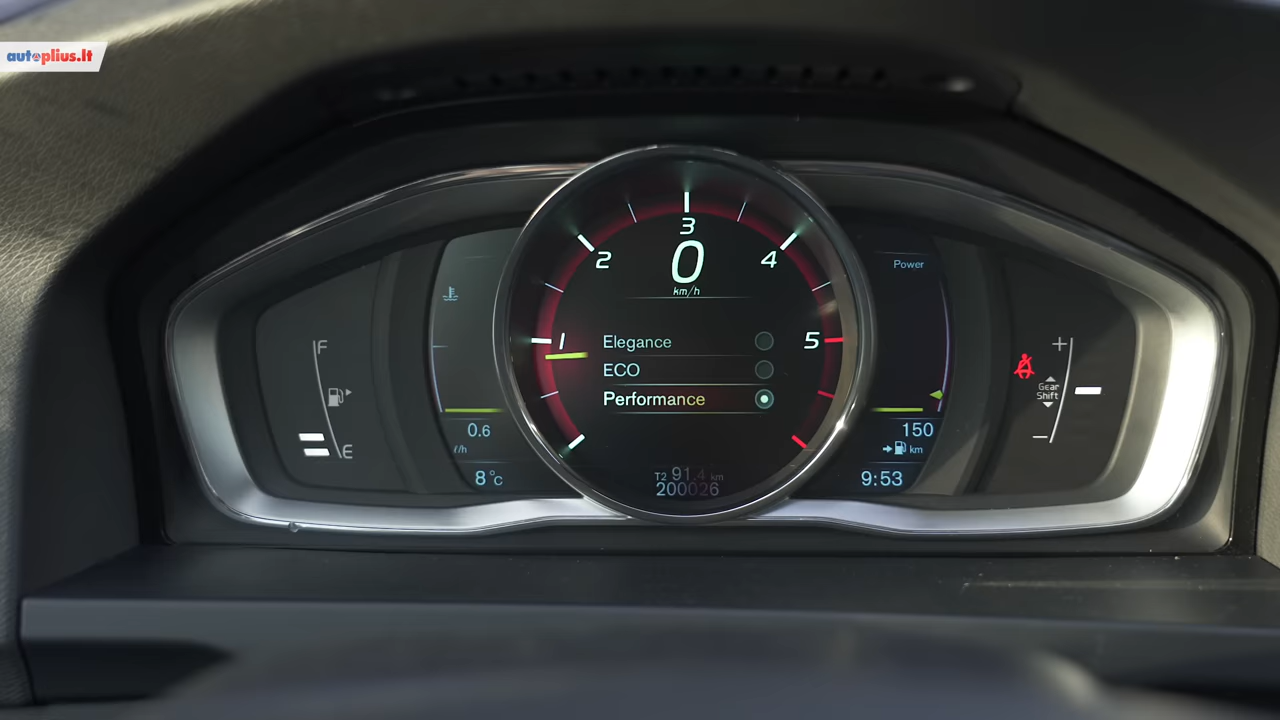 autoplius.lt
3
2
4
0
km/h
Power
1
5
Elegance
ECO
Performance
F
E
+
Gear
Shift
−
0.6
ℓ/h
8°C
150
km
9:53
T2 91.4 km
200026